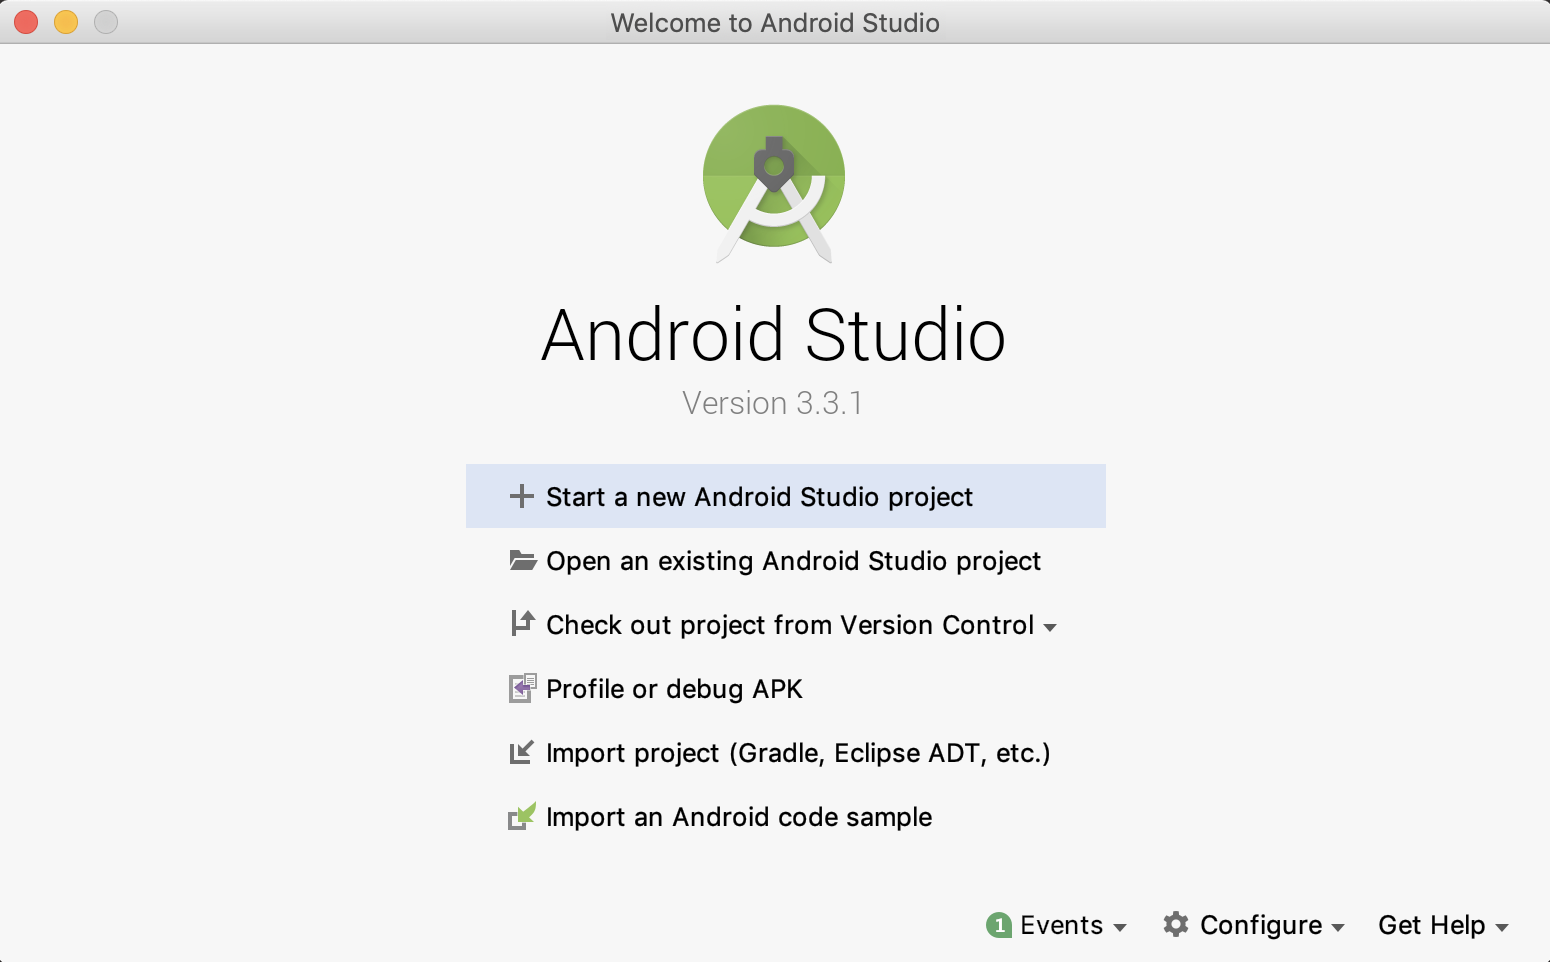 Welcome to Android Studio
Android Studio
Version 3.3.1
Start a new Android Studio project
Open an existing Android Studio project
Check out project from Version Control
Profile or debug APK
Import project (Gradle, Eclipse ADT, etc.)
Import an Android code sample
1 Events Configure Get Help